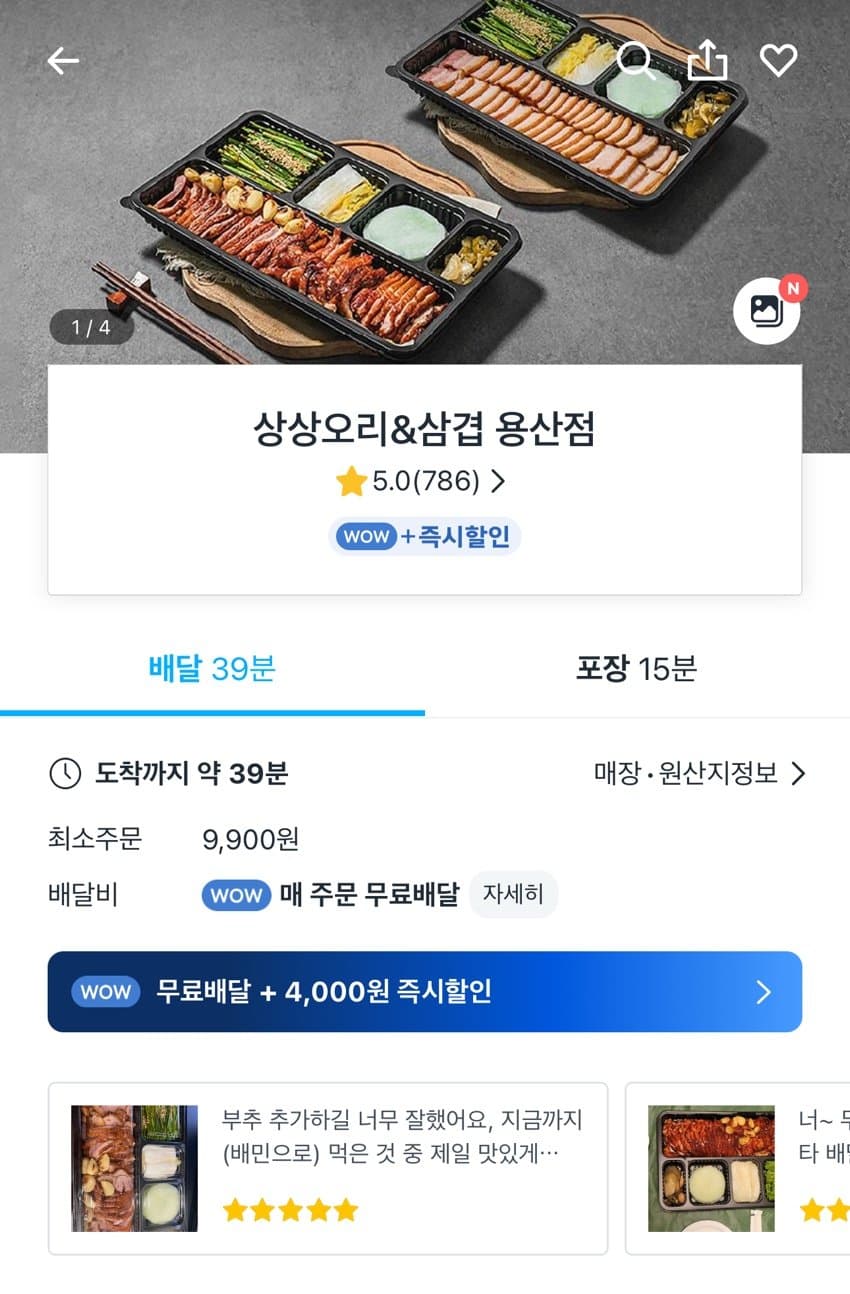 N
1 / 4
상상오리&삼겹 용산점
5.0(786)
WOW +즉시할인
배달 39분
포장 15분
도착까지 약 39분
매장·원산지정보
최소주문 9,900원
배달비 WOW 매 주문 무료배달 자세히
WOW 무료배달 + 4,000원 즉시할인
부추 추가하길 너무 잘했어요, 지금까지
(배민으로) 먹은 것 중 제일 맛있게…
너~
타 배